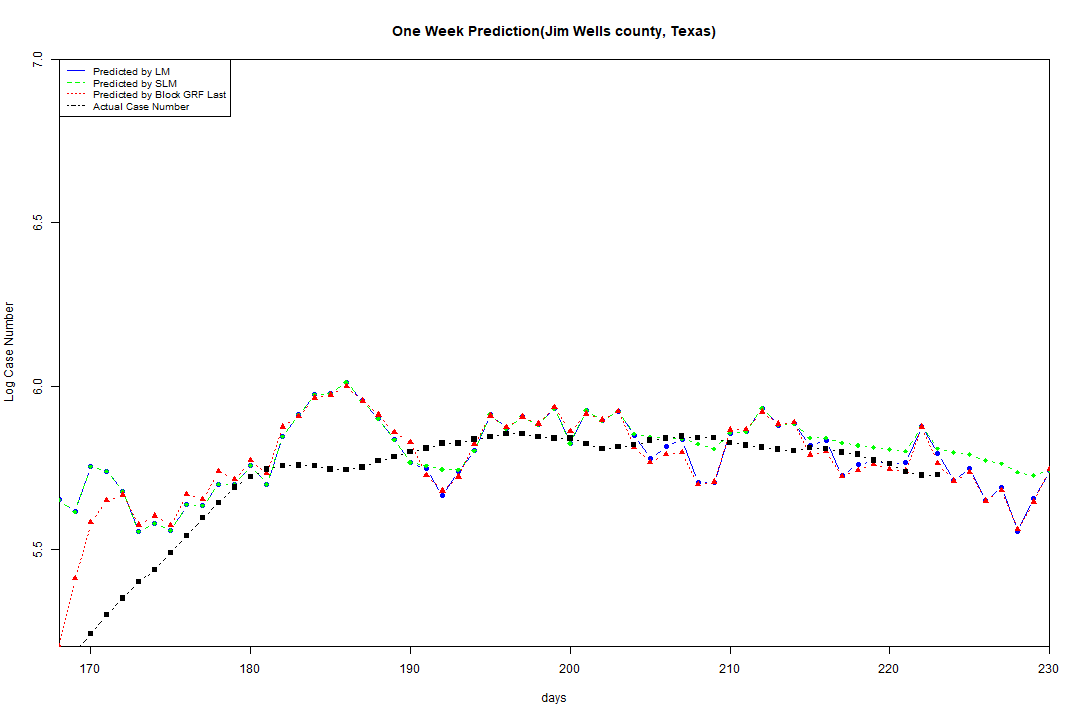 One Week Prediction(Jim Wells county, Texas)
7.0
Predicted by LM
Predicted by SLM
Predicted by Block GRF Last
Actual Case Number
6.5
6.0
5.5
Log Case Number
170 180 190 200 210 220 230
days